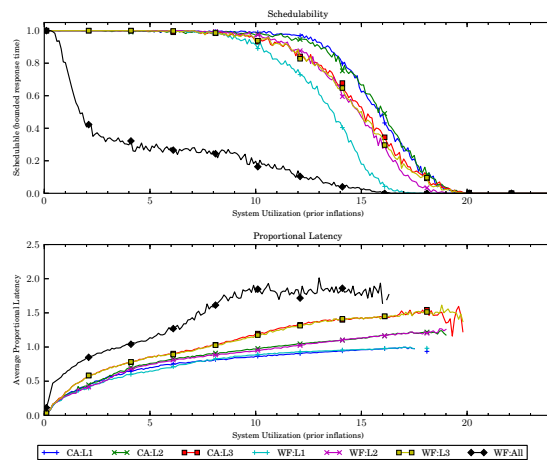 Schedulability
Schedulable (bounded response time)
1.0
0.8
0.6
0.4
0.2
0.0
0 5 10 15 20
System Utilization (prior inflations)
Proportional Latency
Average Proportional Latency
2.5
2.0
1.5
1.0
0.5
0.0
0 5 10 15 20
System Utilization (prior inflations)
CA:L1 CA:L2 CA:L3 WF:L1 WF:L2 WF:L3 WF:All